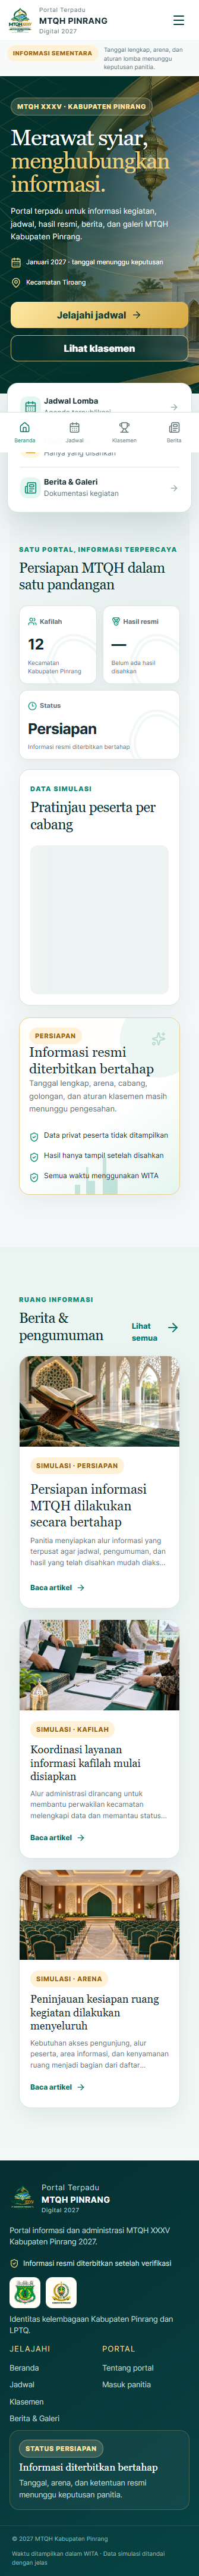 Portal Terpadu
MTQH PINRANG
Digital 2027
INFORMASI SEMENTARA
Tanggal lengkap, arena, dan
aturan lomba menunggu
keputusan panitia.
MTQH XXXV · KABUPATEN PINRANG
Merawat syiar,
menghubungkan
informasi.
Portal terpadu untuk informasi kegiatan,
jadwal, hasil resmi, berita, dan galeri MTQH
Kabupaten Pinrang.
Januari 2027 · tanggal menunggu keputusan
Kecamatan Tiroang
Jelajahi jadwal
Lihat klasemen
Jadwal Lomba
Beranda
Jadwal
Klasemen
Berita
Hanya yang disahkan
Berita & Galeri
Dokumentasi kegiatan
SATU PORTAL, INFORMASI TERPERCAYA
Persiapan MTQH dalam
satu pandangan
Kafilah
12
Kecamatan
Kabupaten Pinrang
Hasil resmi
—
Belum ada hasil
disahkan
Status
Persiapan
Informasi resmi diterbitkan bertahap
DATA SIMULASI
Pratinjau peserta per
cabang
PERSIAPAN
Informasi resmi
diterbitkan bertahap
Tanggal lengkap, arena, cabang,
golongan, dan aturan klasemen masih
menunggu pengesahan.
Data privat peserta tidak ditampilkan
Hasil hanya tampil setelah disahkan
Semua waktu menggunakan WITA
RUANG INFORMASI
Berita &
pengumuman
Lihat
semua
SIMULASI · PERSIAPAN
Persiapan informasi
MTQH dilakukan
secara bertahap
Panitia menyiapkan alur informasi yang
terpusat agar jadwal, pengumuman, dan
hasil yang telah disahkan mudah diaks...
Baca artikel
SIMULASI · KAFILAH
Koordinasi layanan
informasi kafilah mulai
disiapkan
Alur administrasi dirancang untuk
membantu perwakilan kecamatan
melengkapi data dan memantau status...
Baca artikel
SIMULASI · ARENA
Peninjauan kesiapan ruang
kegiatan dilakukan
menyeluruh
Kebutuhan akses pengunjung, alur
peserta, area informasi, dan kenyamanan
ruang menjadi bagian dari daftar...
Baca artikel
Portal Terpadu
MTQH PINRANG
Digital 2027
Portal informasi dan administrasi MTQH XXXV
Kabupaten Pinrang 2027.
Informasi resmi diterbitkan setelah verifikasi
Identitas kelembagaan Kabupaten Pinrang dan
LPTQ.
JELAJAHI
Beranda
Jadwal
Klasemen
Berita & Galeri
PORTAL
Tentang portal
Masuk panitia
STATUS PERSIAPAN
Informasi diterbitkan bertahap
Tanggal, arena, dan ketentuan resmi
menunggu keputusan panitia.
© 2027 MTQH Kabupaten Pinrang
Waktu ditampilkan dalam WITA · Data simulasi ditandai
dengan jelas